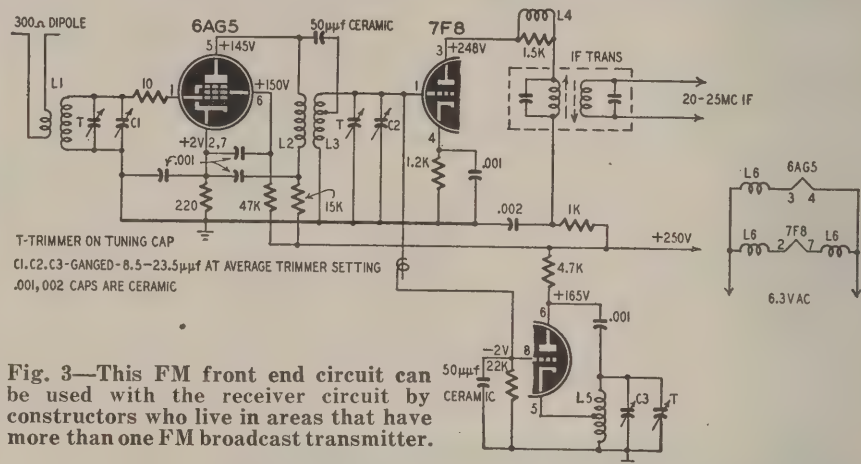 300Ω DIPOLE
6AG5
50μμf CERAMIC
7F8
L4
5
+145V
3
+248V
1.5K
IF TRANS
L1
10
1
+150V
6
1
20-25MC IF
T
C1
L2
L3
T
C2
+2V
2,7
4
.001
1.2K
.001
L6
6AG5
3 4
220
47K
15K
.002
1K
L6
7F8
2 7
L6
T-TRIMMER ON TUNING CAP
+250V
C1.C2.C3-GANGED-8.5-23.5μμf AT AVERAGE TRIMMER SETTING
4.7K
.001,002 CAPS ARE CERAMIC
+165V
6.3V AC
6
.001
-2V
8
50μμf
CERAMIC
22K
5
L5
C3
T
Fig. 3—This FM front end circuit can
be used with the receiver circuit by
constructors who live in areas that have
more than one FM broadcast transmitter.